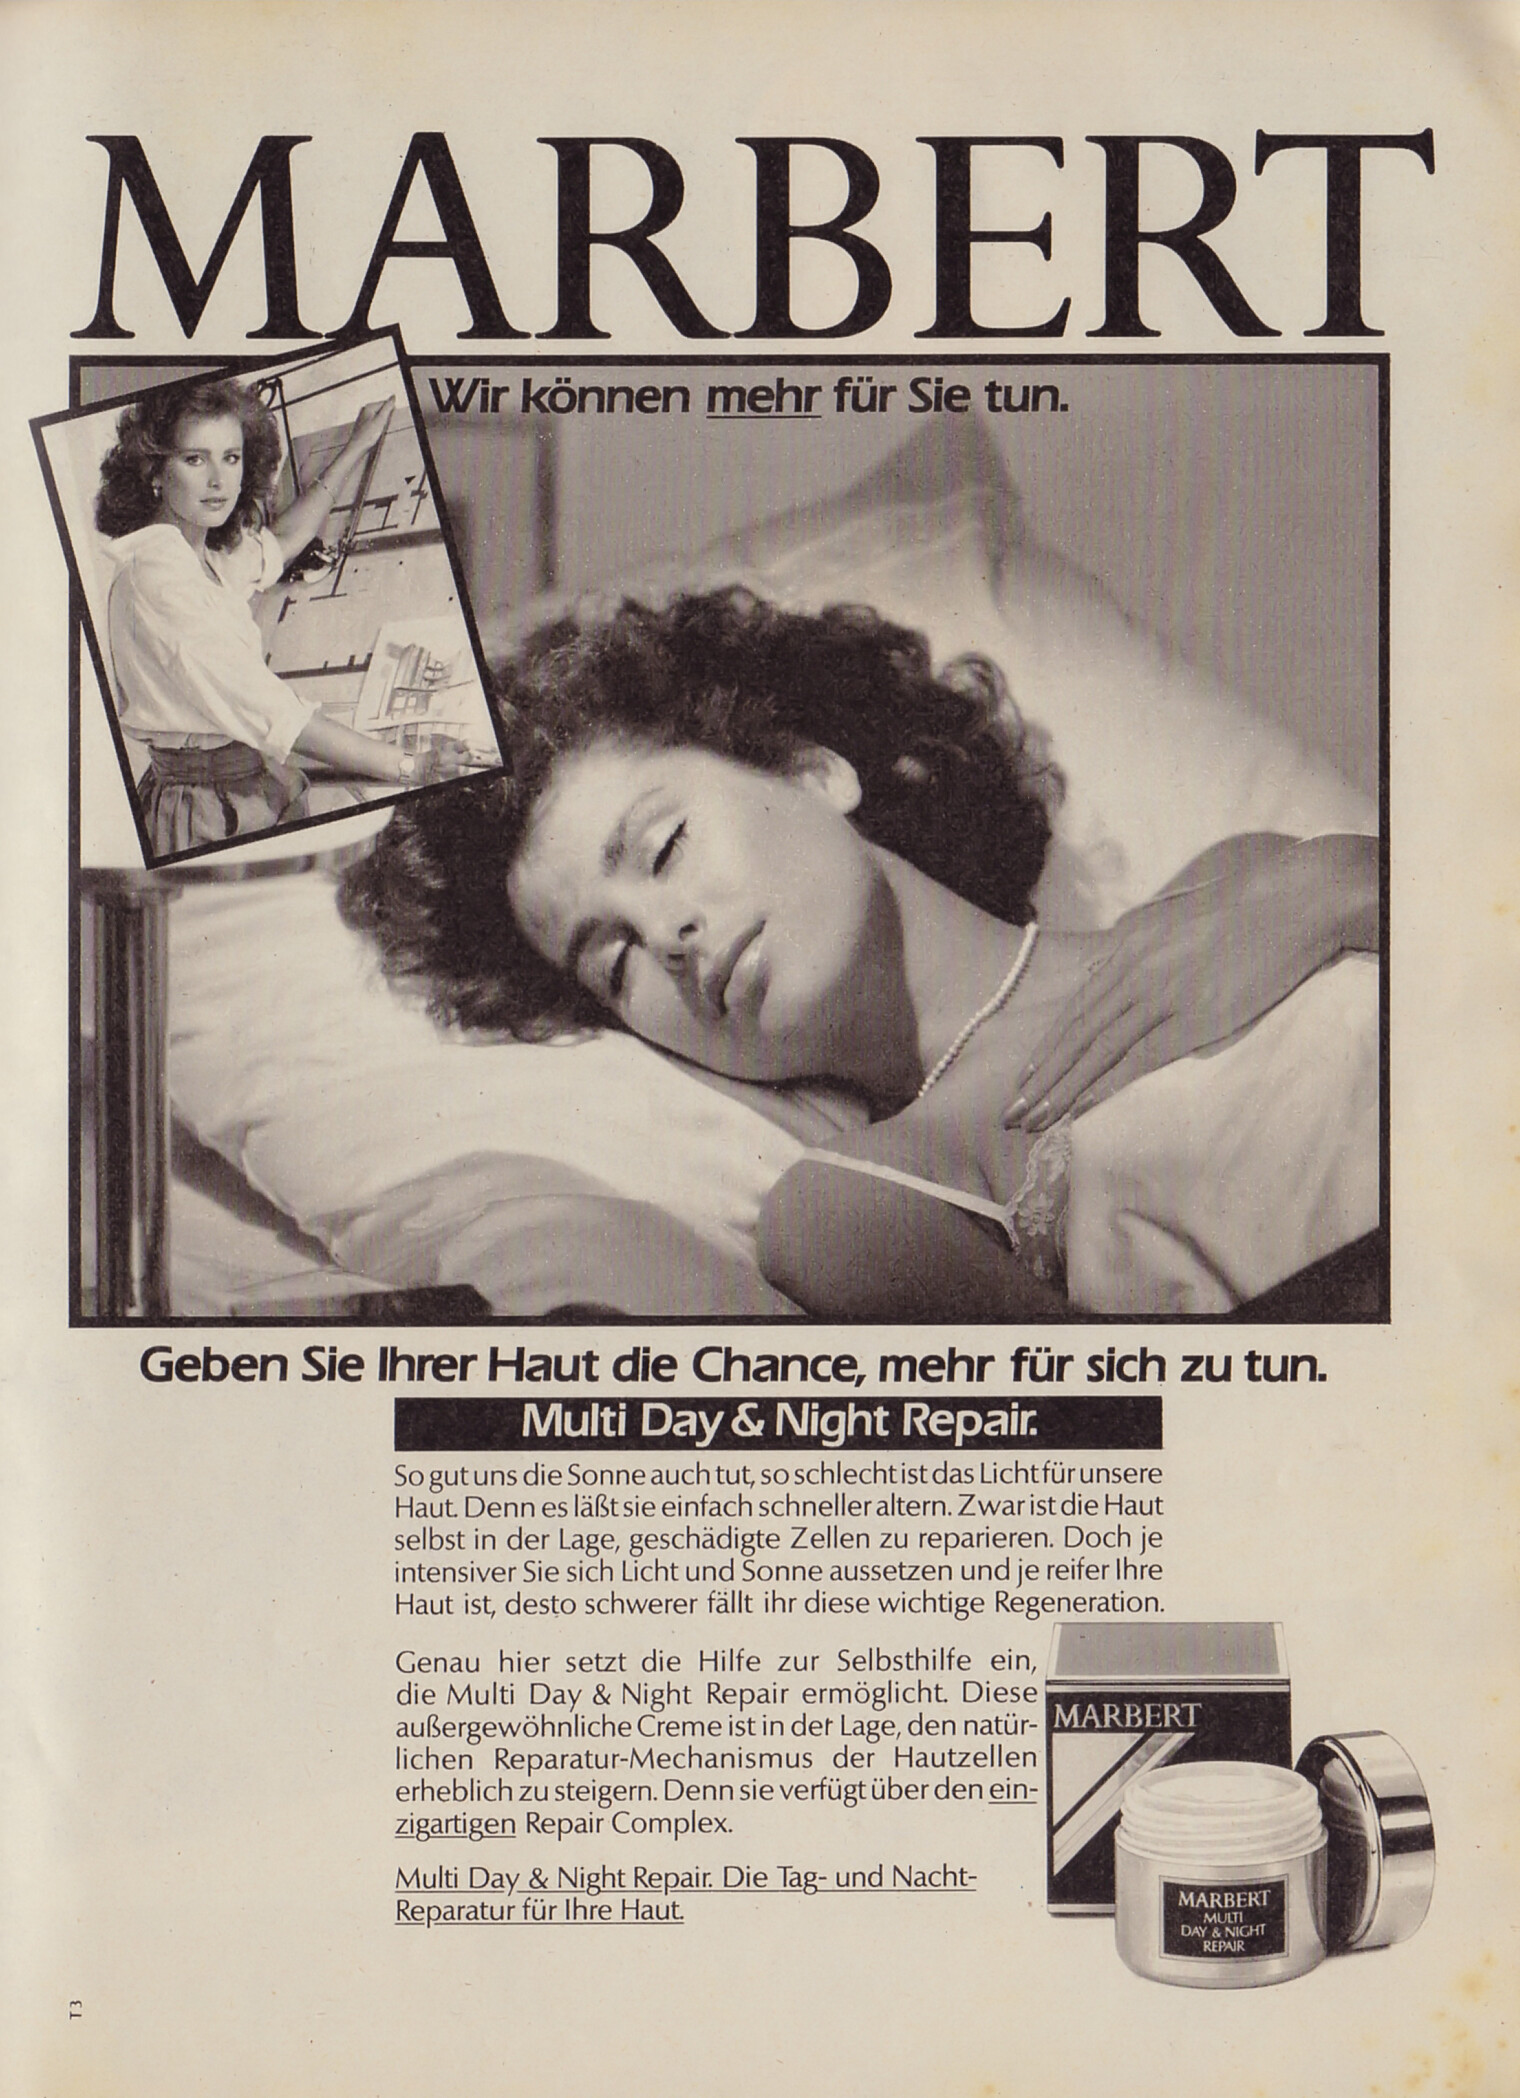 MARBERT
Wir können mehr für Sie tun.
Geben Sie Ihrer Haut die Chance, mehr für sich zu tun.
Multi Day & Night Repair.
So gut uns die Sonne auch tut, so schlecht ist das Licht für unsere
Haut. Denn es läßt sie einfach schneller altern. Zwar ist die Haut
selbst in der Lage, geschädigte Zellen zu reparieren. Doch je
intensiver Sie sich Licht und Sonne aussetzen und je reifer Ihre
Haut ist, desto schwerer fällt ihr diese wichtige Regeneration.
Genau hier setzt die Hilfe zur Selbsthilfe ein,
die Multi Day & Night Repair ermöglicht. Diese
außergewöhnliche Creme ist in der Lage, den natür-
lichen Reparatur-Mechanismus der Hautzellen
erheblich zu steigern. Denn sie verfügt über den ein-
zigartigen Repair Complex.
Multi Day & Night Repair. Die Tag- und Nacht-
Reparatur für Ihre Haut.
MARBERT
MARBERT
MULTI
DAY & NIGHT
REPAIR
T3